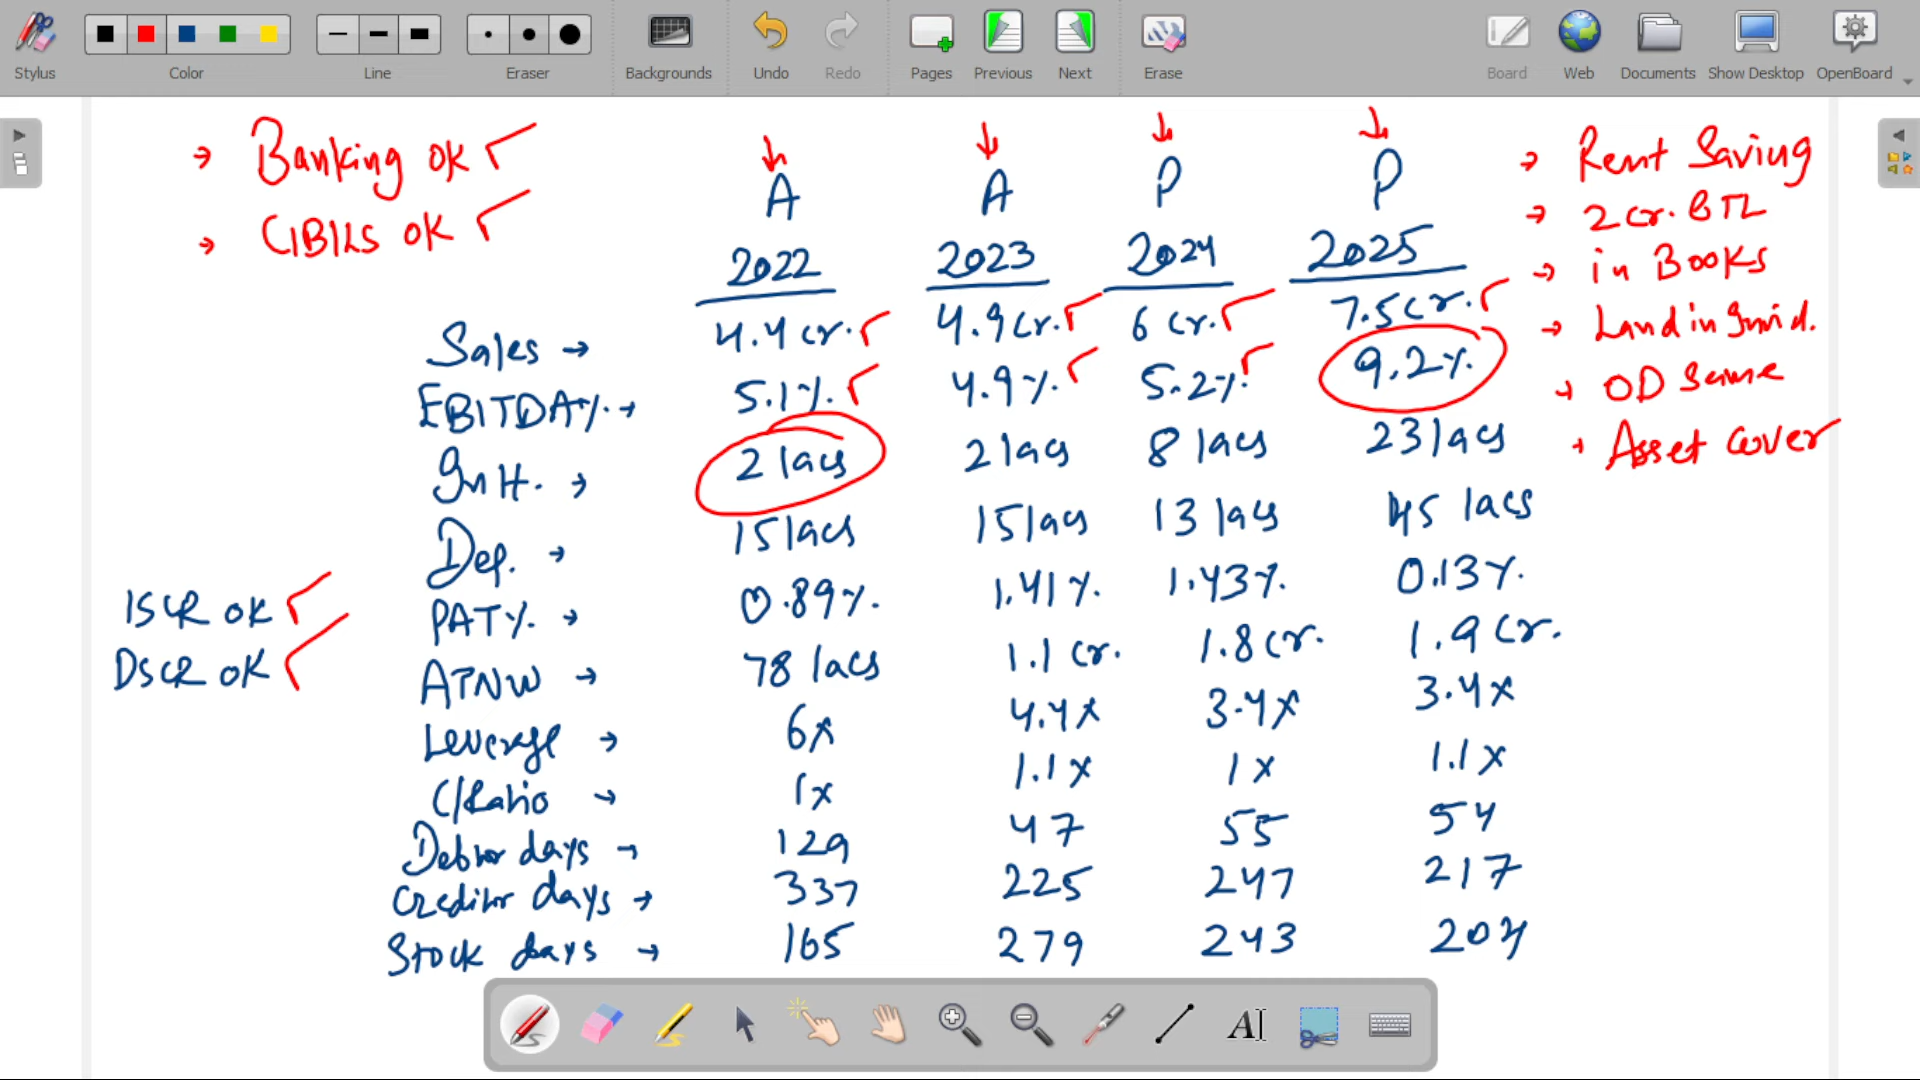 Stylus
Color
Line
Eraser
Backgrounds
Undo
Redo
Pages
Previous
Next
Erase
Board
Web
Documents
Show Desktop
OpenBoard
→ Banking OK ✓
→ CIBILS OK ✓
A A P P
2022 2023 2024 2025
Sales → 4.4 cr. ✓ 4.9 cr. ✓ 6 cr. ✓ 7.5 cr. ✓
EBITDA%. → 5.1%. ✓ 4.9%. ✓ 5.2%. ✓ 9.2%.
Int. → 2 lacs 2 lacs 8 lacs 23 lacs
Dep. → 15 lacs 15 lacs 13 lacs 45 lacs
PAT%. → 0.89%. 1.41%. 1.43%. 0.13%.
ATNW → 78 lacs 1.1 cr. 1.8 cr. 1.9 cr.
Leverage → 6x 4.4x 3.4x 3.4x
C/Ratio → 1x 1.1x 1x 1.1x
Debtor days → 129 47 55 54
Creditor days → 337 225 247 217
Stock days → 165 279 243 204
ISCR OK ✓
DSCR OK ✓
→ Rent Saving
→ 2 cr. BTL
→ in Books
→ Land in
→ OD Same
→ Asset cover